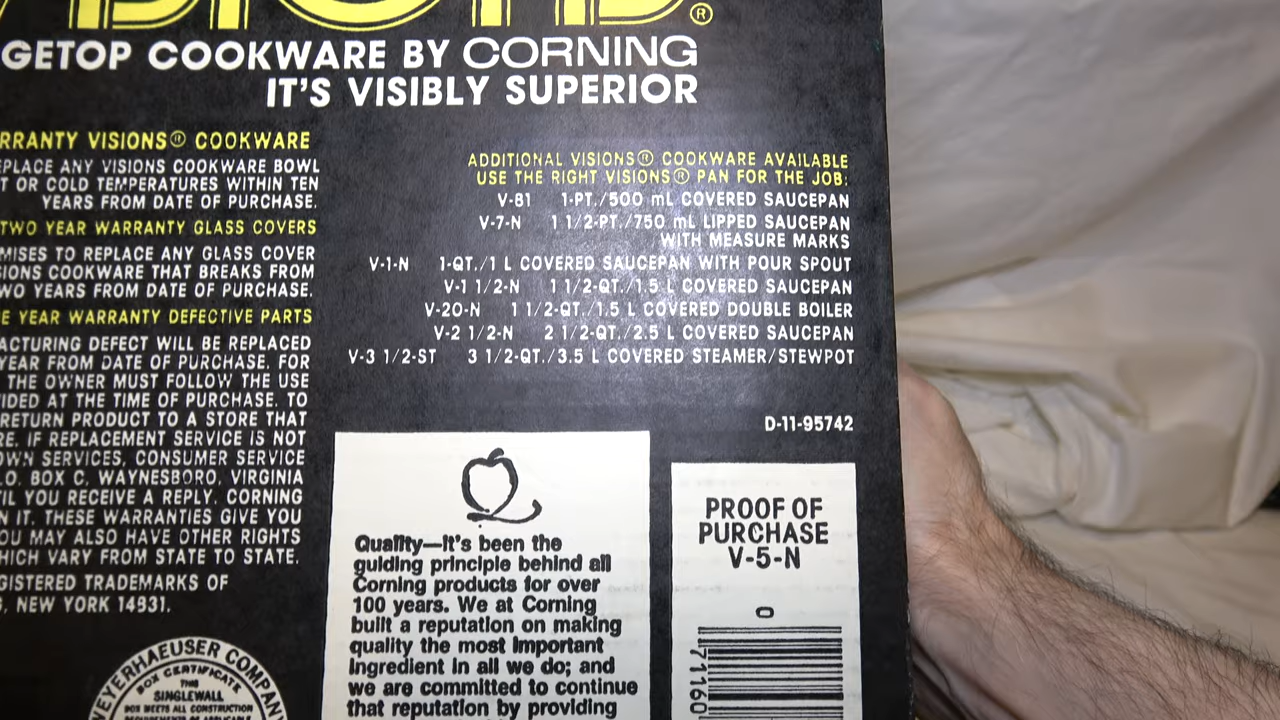 VISIONS®
GETOP COOKWARE BY CORNING
IT'S VISIBLY SUPERIOR
RRANTY VISIONS® COOKWARE
EPLACE ANY VISIONS COOKWARE BOWL
T OR COLD TEMPERATURES WITHIN TEN
YEARS FROM DATE OF PURCHASE.
TWO YEAR WARRANTY GLASS COVERS
MISES TO REPLACE ANY GLASS COVER
SIONS COOKWARE THAT BREAKS FROM
WO YEARS FROM DATE OF PURCHASE.
E YEAR WARRANTY DEFECTIVE PARTS
ACTURING DEFECT WILL BE REPLACED
YEAR FROM DATE OF PURCHASE. FOR
THE OWNER MUST FOLLOW THE USE
IDED AT THE TIME OF PURCHASE. TO
RETURN PRODUCT TO A STORE THAT
RE. IF REPLACEMENT SERVICE IS NOT
OWN SERVICES, CONSUMER SERVICE
.O. BOX C, WAYNESBORO, VIRGINIA
TIL YOU RECEIVE A REPLY. CORNING
N IT. THESE WARRANTIES GIVE YOU
OU MAY ALSO HAVE OTHER RIGHTS
HICH VARY FROM STATE TO STATE.
GISTERED TRADEMARKS OF
, NEW YORK 14831.
WEYERHAEUSER COMPANY
BOX CERTIFICATE
THIS
SINGLEWALL
BOX MEETS ALL CONSTRUCTION
REQUIREMENTS OF APPLICABLE
ADDITIONAL VISIONS® COOKWARE AVAILABLE
USE THE RIGHT VISIONS® PAN FOR THE JOB:
V-81 1-PT./500 mL COVERED SAUCEPAN
V-7-N 1 1/2-PT./750 mL LIPPED SAUCEPAN
WITH MEASURE MARKS
V-1-N 1-QT./1 L COVERED SAUCEPAN WITH POUR SPOUT
V-1 1/2-N 1 1/2-QT./1.5 L COVERED SAUCEPAN
V-20-N 1 1/2-QT./1.5 L COVERED DOUBLE BOILER
V-2 1/2-N 2 1/2-QT./2.5 L COVERED SAUCEPAN
V-3 1/2-ST 3 1/2-QT./3.5 L COVERED STEAMER/STEWPOT
D-11-95742
Quality—it's been the
guiding principle behind all
Corning products for over
100 years. We at Corning
built a reputation on making
quality the most important
ingredient in all we do; and
we are committed to continue
that reputation by providing
PROOF OF
PURCHASE
V-5-N
0
71160